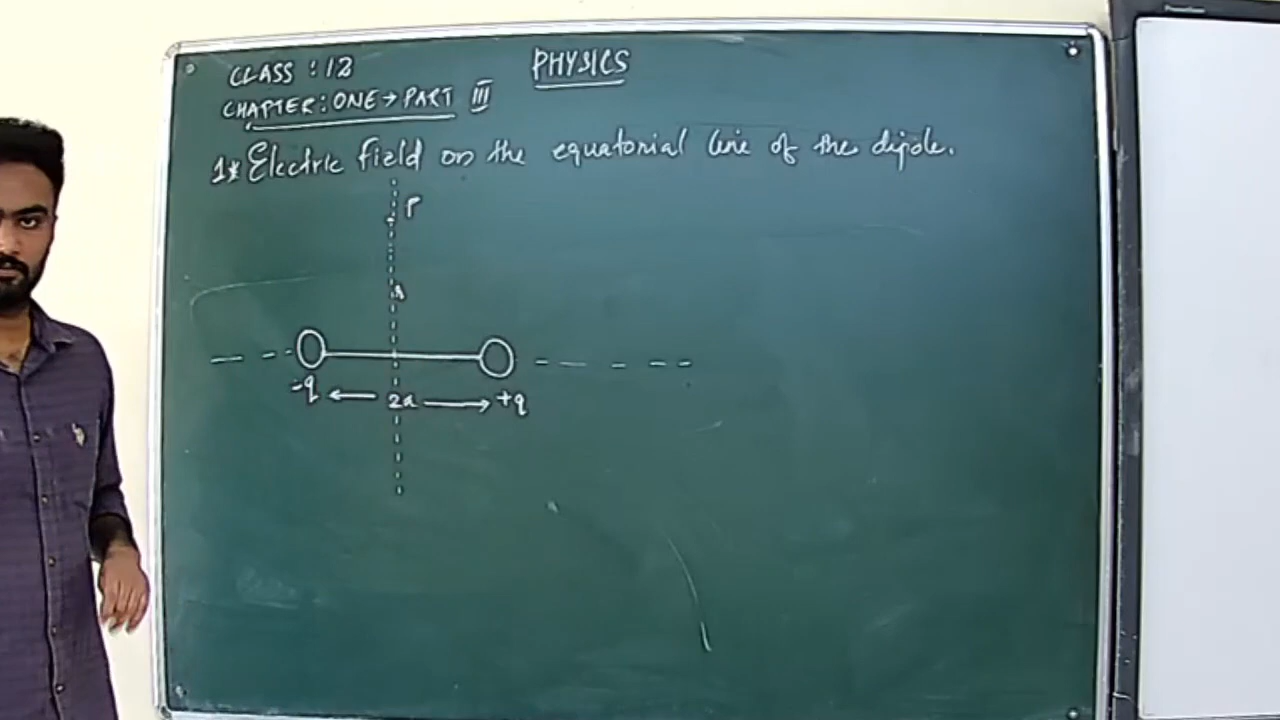 PHYSICS
CLASS : 12
CHAPTER: ONE → PART III
1* Electric field on the equatorial line of the dipole.
P
r
-q ← 2a → +q